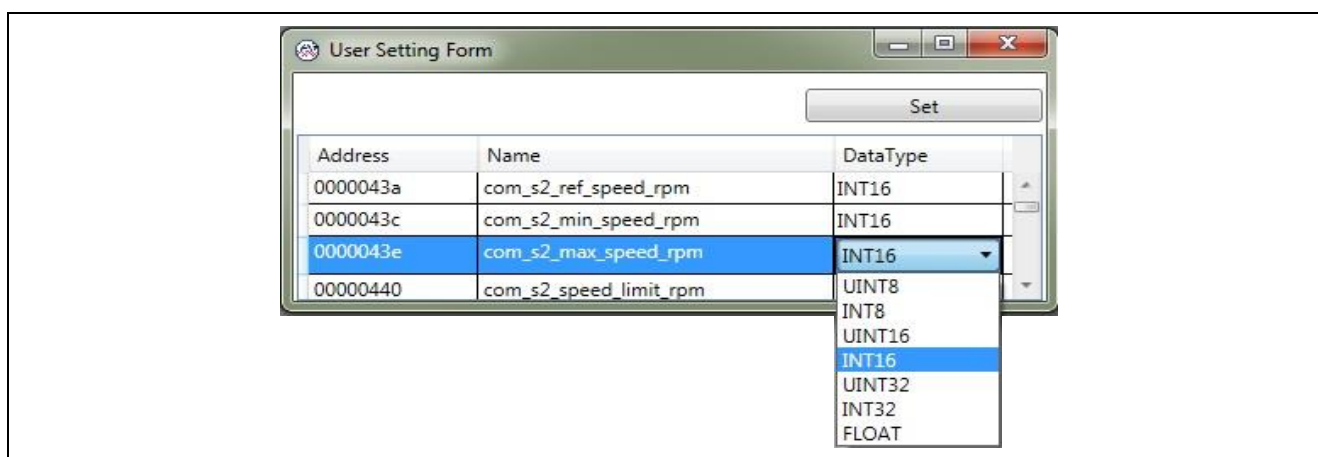 User Setting Form
Set
Address Name DataType
0000043a com_s2_ref_speed_rpm INT16
0000043c com_s2_min_speed_rpm INT16
0000043e com_s2_max_speed_rpm INT16
00000440 com_s2_speed_limit_rpm
UINT8
INT8
UINT16
INT16
UINT32
INT32
FLOAT